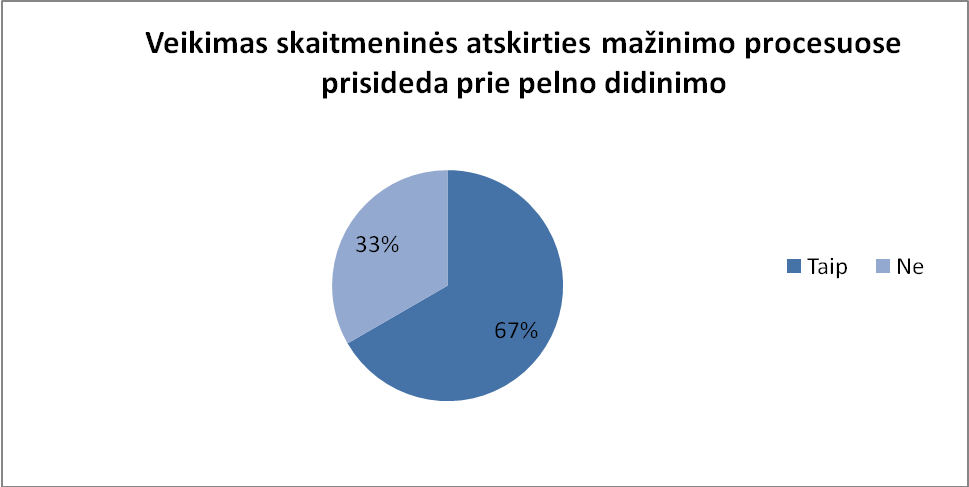 Veikimas skaitmeninės atskirties mažinimo procesuose
prisideda prie pelno didinimo
33%
67%
Taip Ne